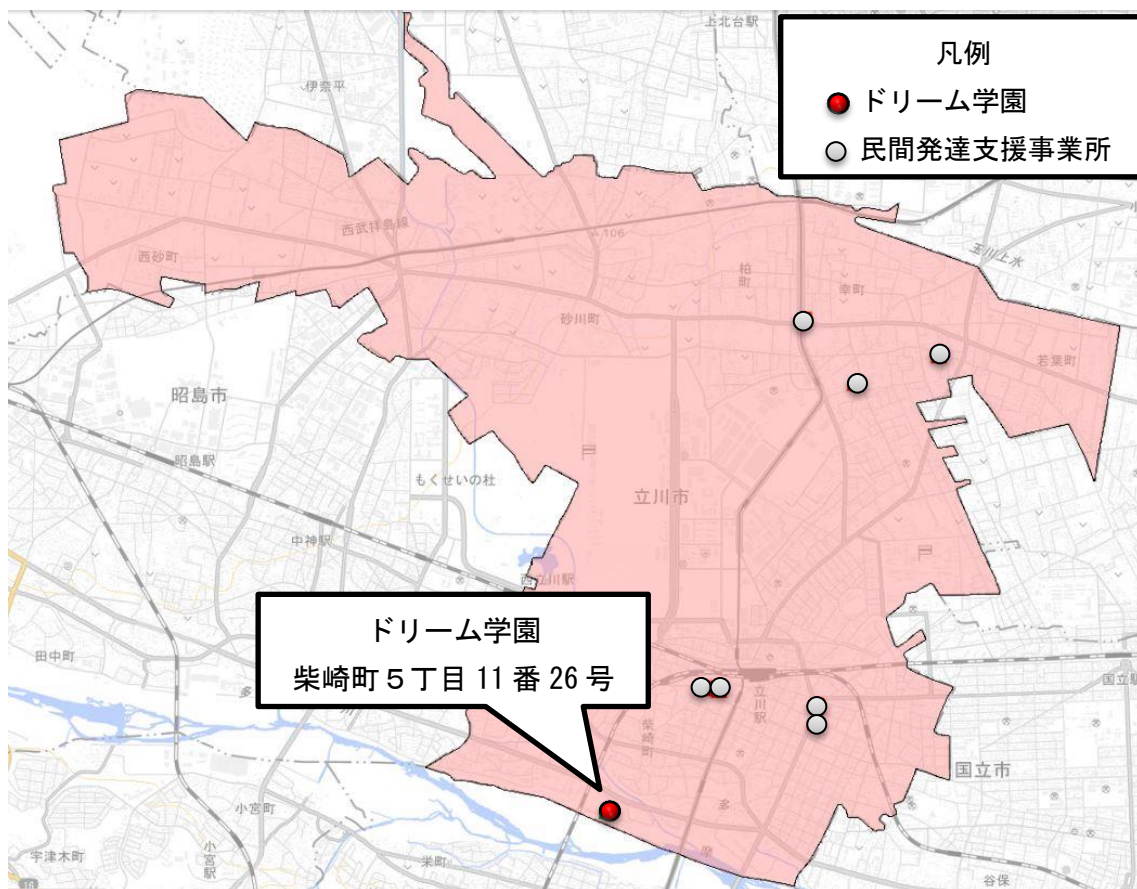 上北台駅
凡例
ドリーム学園
民間発達支援事業所
伊奈平
西武拝島線
106
西砂町
玉川上水
柏町
幸町
砂川町
若葉町
昭島市
昭島駅
もくせいの杜
立川市
中神駅
西立川駅
ドリーム学園
柴崎町５丁目 11 番 26 号
田中町
多
川
立川駅
国立駅
柴崎町
国立市
小宮町
多
摩
宇津木町
小宮駅
栄町
谷保
16